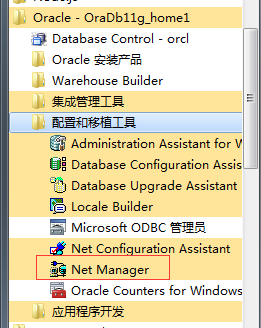 Oracle - OraDb11g_home1
Database Control - orcl
Oracle 安装产品
Warehouse Builder
集成管理工具
配置和移植工具
Administration Assistant for W
Database Configuration Assis
Database Upgrade Assistant
Locale Builder
Microsoft ODBC 管理员
Net Configuration Assistant
Net Manager
Oracle Counters for Windows
应用程序开发